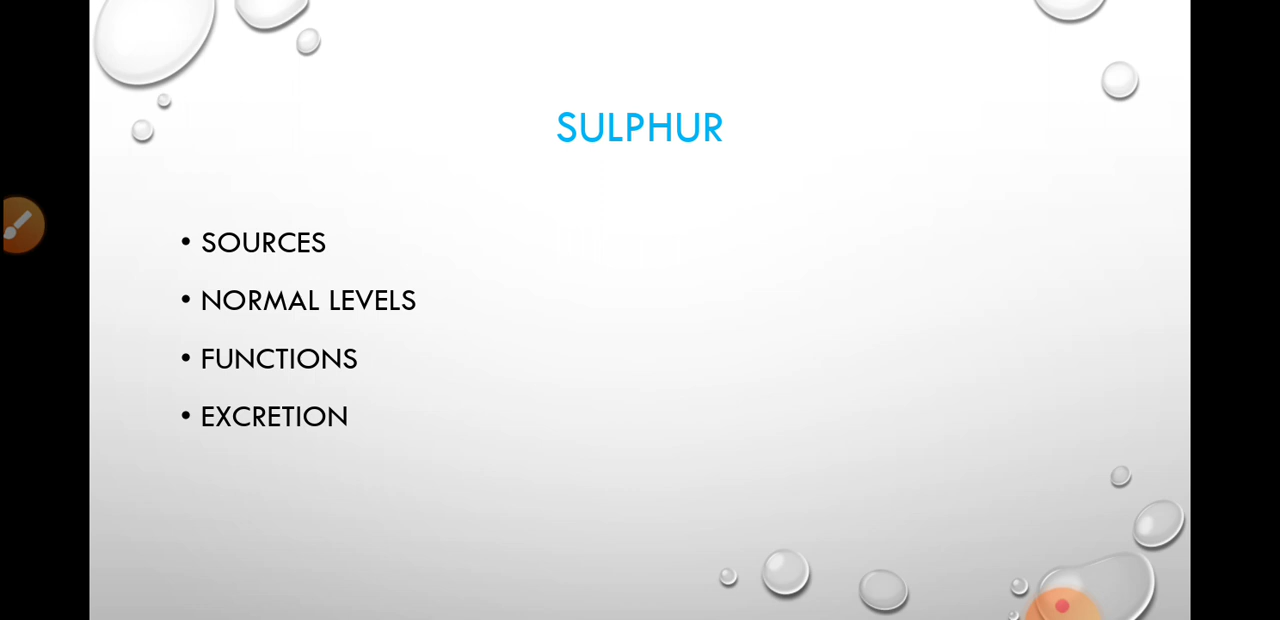 SULPHUR
• SOURCES
• NORMAL LEVELS
• FUNCTIONS
• EXCRETION